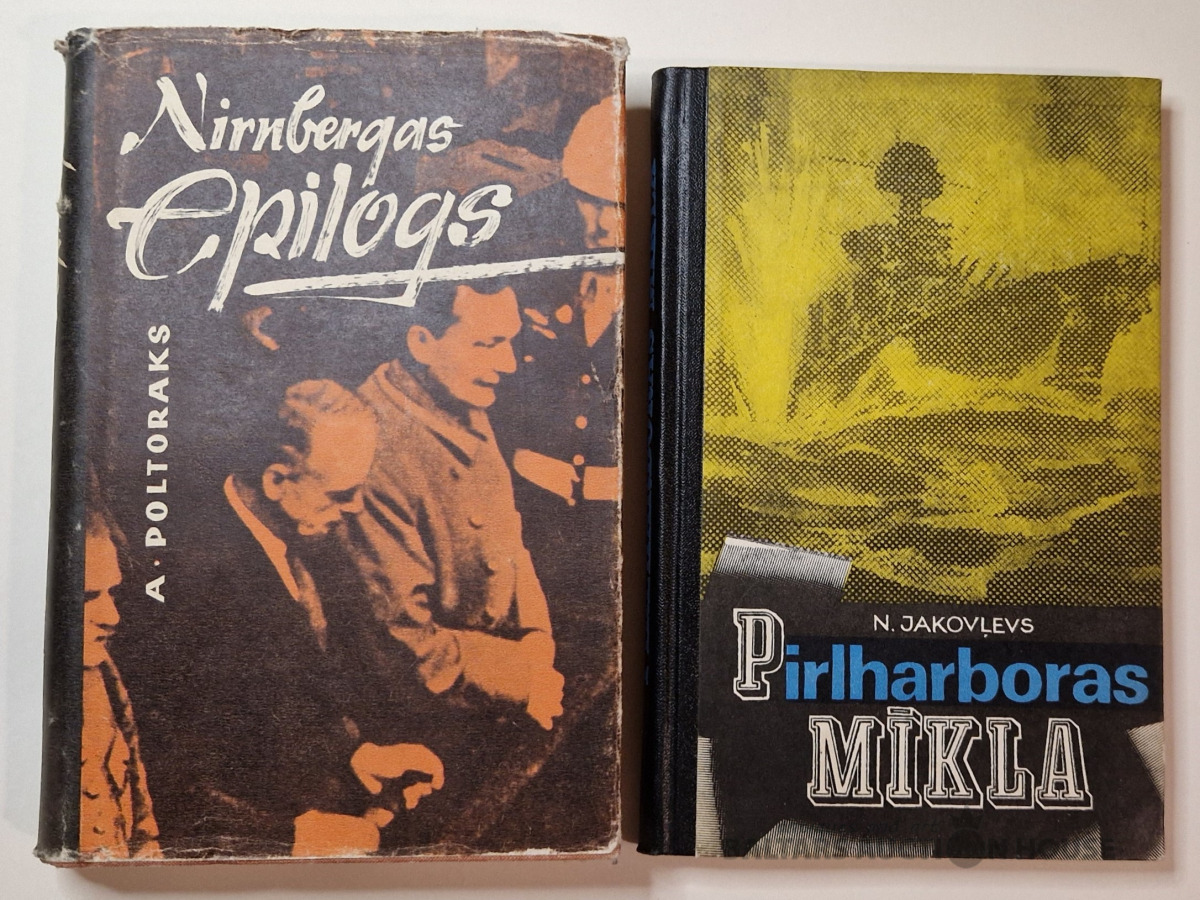 Nirnbergas
Epilogs
A. POLTORAKS
N. JAKOVĻEVS
Pirlharboras
MĪKLA